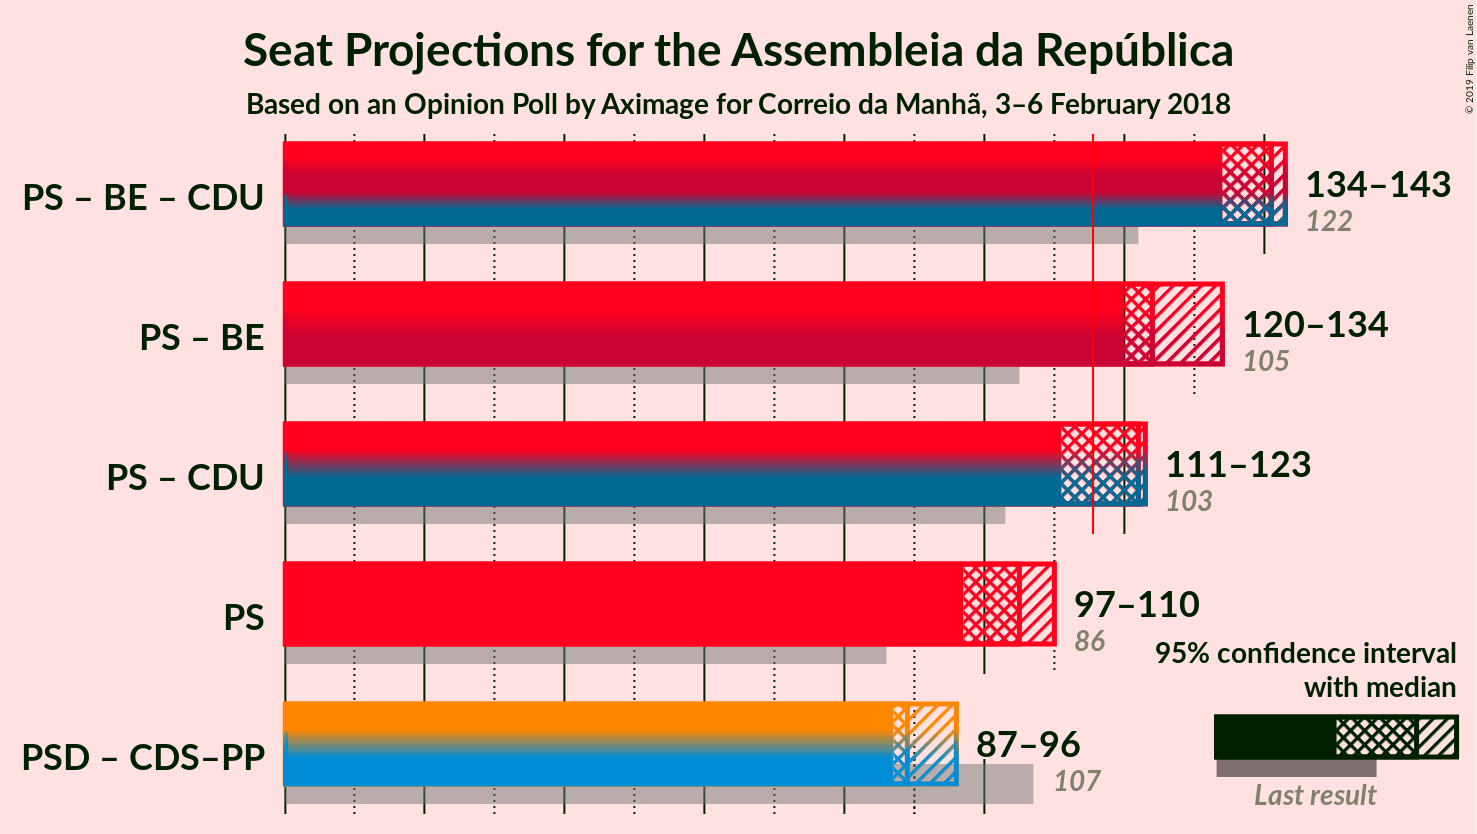 Seat Projections for the Assembleia da República
Based on an Opinion Poll by Aximage for Correio da Manhã, 3–6 February 2018
© 2019 Filip van Laenen
PS – BE – CDU
134–143
122
PS – BE
120–134
105
PS – CDU
111–123
103
PS
97–110
86
PSD – CDS–PP
87–96
107
95% confidence interval
with median
Last result